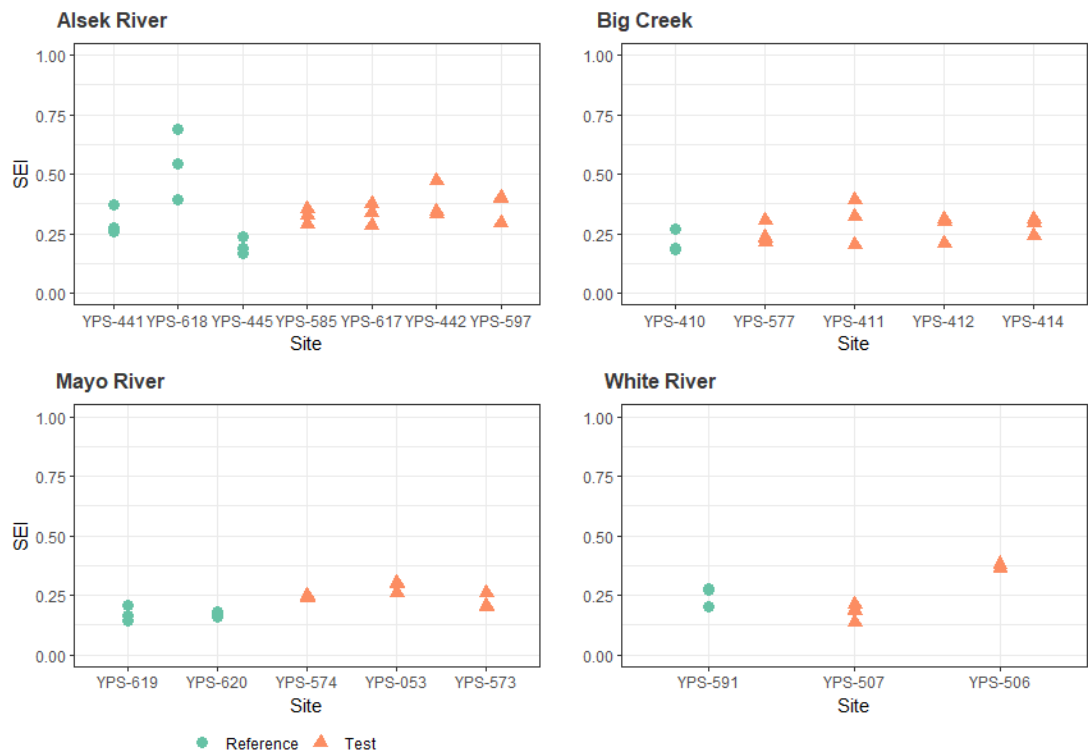 Alsek River
SEI
1.00
0.75
0.50
0.25
0.00
YPS-441 YPS-618 YPS-445 YPS-585 YPS-617 YPS-442 YPS-597
Site
Big Creek
1.00
0.75
0.50
0.25
0.00
YPS-410 YPS-577 YPS-411 YPS-412 YPS-414
Site
Mayo River
SEI
1.00
0.75
0.50
0.25
0.00
YPS-619 YPS-620 YPS-574 YPS-053 YPS-573
Site
White River
1.00
0.75
0.50
0.25
0.00
YPS-591 YPS-507 YPS-506
Site
Reference Test